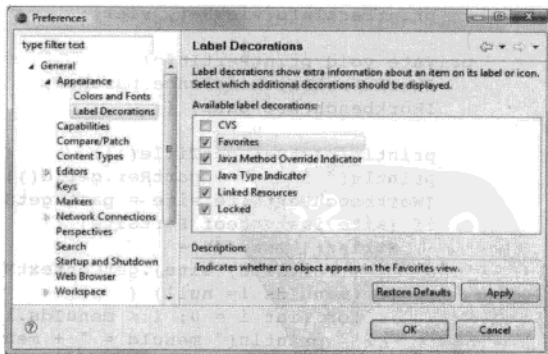 Preferences
type filter text
General
Appearance
Colors and Fonts
Label Decorations
Capabilities
Compare/Patch
Content Types
Editors
Keys
Markers
Network Connections
Perspectives
Search
Startup and Shutdown
Web Browser
Workspace
Label Decorations
Label decorations show extra information about an item on its label or icon.
Select which additional decorations should be displayed.
Available label decorations:
CVS
Favorites
Java Method Override Indicator
Java Type Indicator
Linked Resources
Locked
Description:
Indicates whether an object appears in the Favorites view.
Restore Defaults
Apply
OK
Cancel